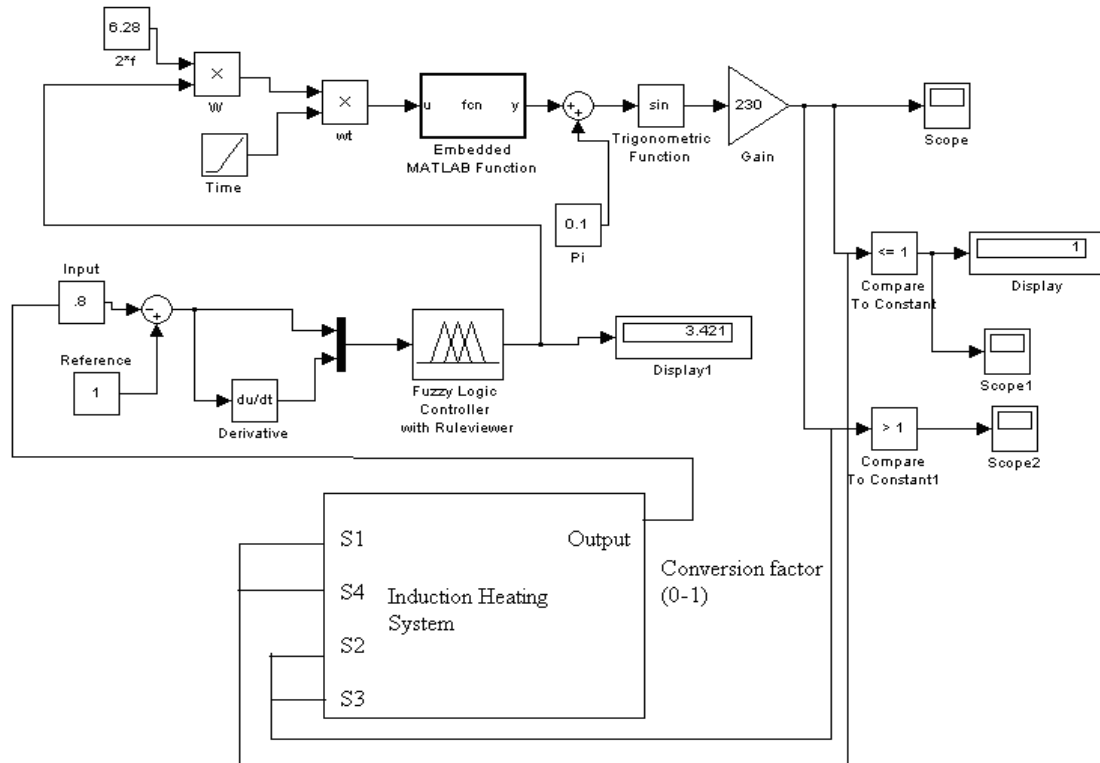 6.28
2*f
×
W
×
wt
Time
u fcn y
Embedded
MATLAB Function
+
+
sin
Trigonometric
Function
230
Gain
Scope
0.1
Pi
<= 1
Compare
To Constant
1
Display
Scope1
Input
.8
−
+
Reference
1
du/dt
Derivative
Fuzzy Logic
Controller
with Ruleviewer
3.421
Display1
> 1
Compare
To Constant1
Scope2
S1
Output
S4
Induction Heating
System
S2
S3
Conversion factor
(0-1)